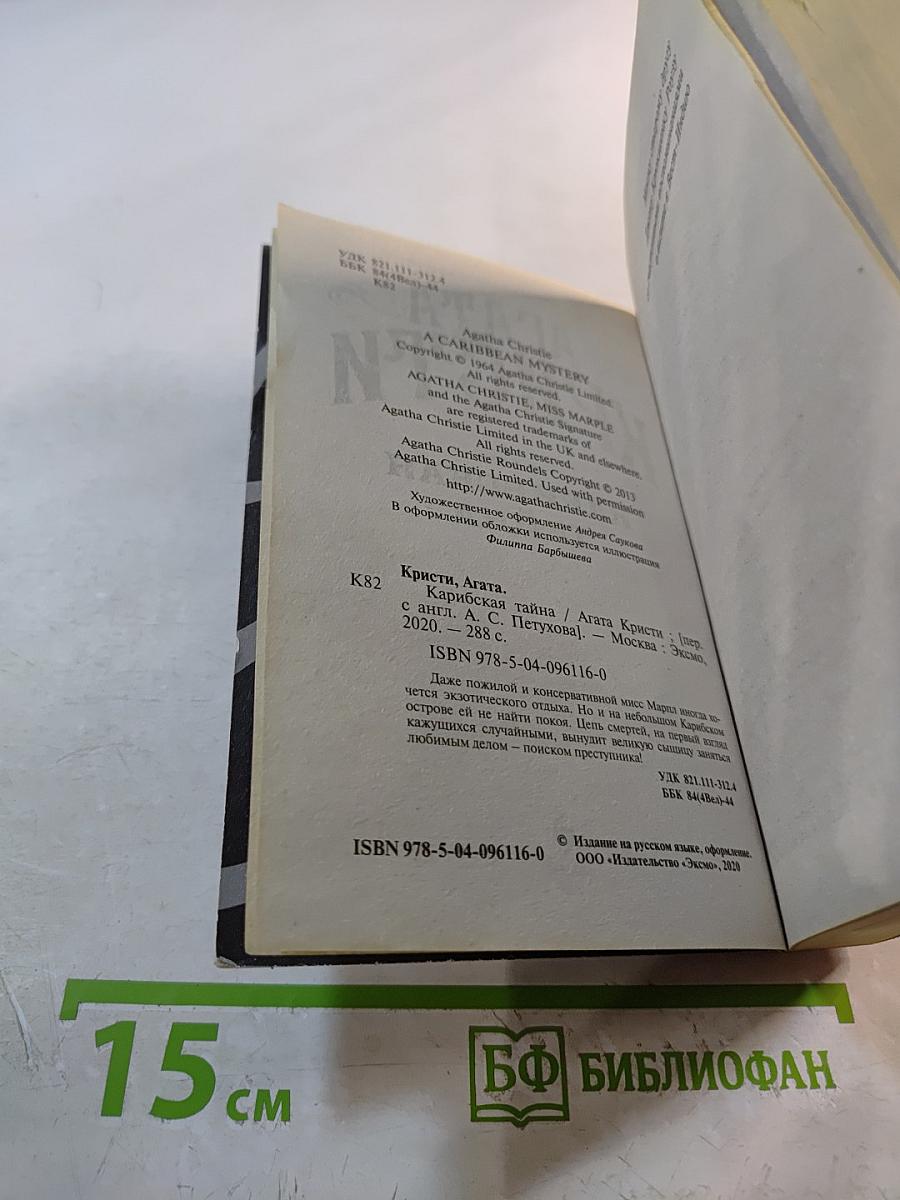 УДК 821.111-312.4
ББК 84(4Вел)-44
К82
Agatha Christie
A CARIBBEAN MYSTERY
Copyright © 1964 Agatha Christie Limited.
All rights reserved.
AGATHA CHRISTIE, MISS MARPLE
and the Agatha Christie Signature
are registered trademarks of
Agatha Christie Limited in the UK and elsewhere.
All rights reserved.
Agatha Christie Roundels Copyright © 2013
Agatha Christie Limited. Used with permission
http://www.agathachristie.com
Художественное оформление Андрея Саукова
В оформлении обложки используется иллюстрация
Филиппа Барбышева
Кристи, Агата.
К82 Карибская тайна / Агата Кристи ; [пер.
с англ. А. С. Петухова]. — Москва : Эксмо,
2020. — 288 с.
ISBN 978-5-04-096116-0
Даже пожилой и консервативной мисс Марпл иногда хо-
чется экзотического отдыха. Но и на небольшом Карибском
острове ей не найти покоя. Цепь смертей, на первый взгляд
кажущихся случайными, вынудит великую сыщицу заняться
любимым делом – поиском преступника!
УДК 821.111-312.4
ББК 84(4Вел)-44
ISBN 978-5-04-096116-0
© Издание на русском языке, оформление.
ООО «Издательство «Эксмо», 2020
15 см
БФ БИБЛИОФАН